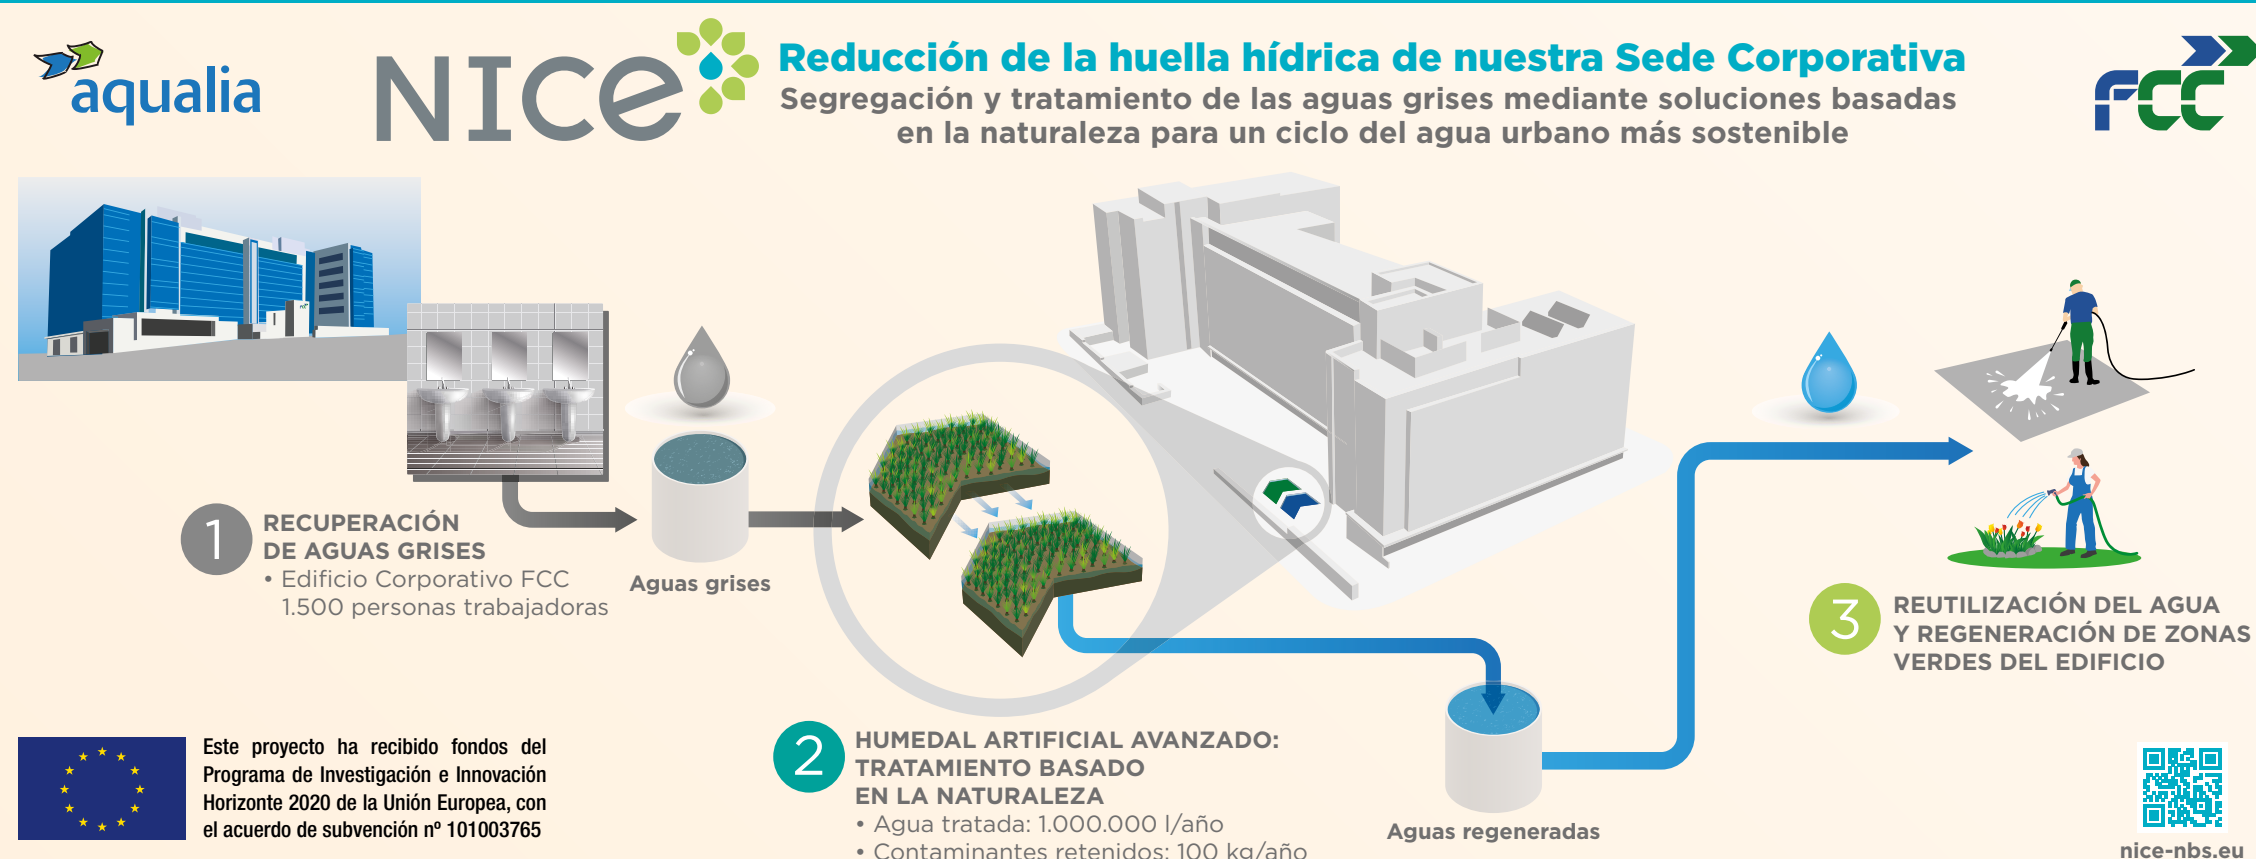 aqualia
NICe
Reducción de la huella hídrica de nuestra Sede Corporativa
Segregación y tratamiento de las aguas grises mediante soluciones basadas
en la naturaleza para un ciclo del agua urbano más sostenible
FCC
1
RECUPERACIÓN
DE AGUAS GRISES
• Edificio Corporativo FCC
1.500 personas trabajadoras
Aguas grises
2
HUMEDAL ARTIFICIAL AVANZADO:
TRATAMIENTO BASADO
EN LA NATURALEZA
• Agua tratada: 1.000.000 l/año
• Contaminantes retenidos: 100 kg/año
Aguas regeneradas
3
REUTILIZACIÓN DEL AGUA
Y REGENERACIÓN DE ZONAS
VERDES DEL EDIFICIO
Este proyecto ha recibido fondos del
Programa de Investigación e Innovación
Horizonte 2020 de la Unión Europea, con
el acuerdo de subvención nº 101003765
nice-nbs.eu